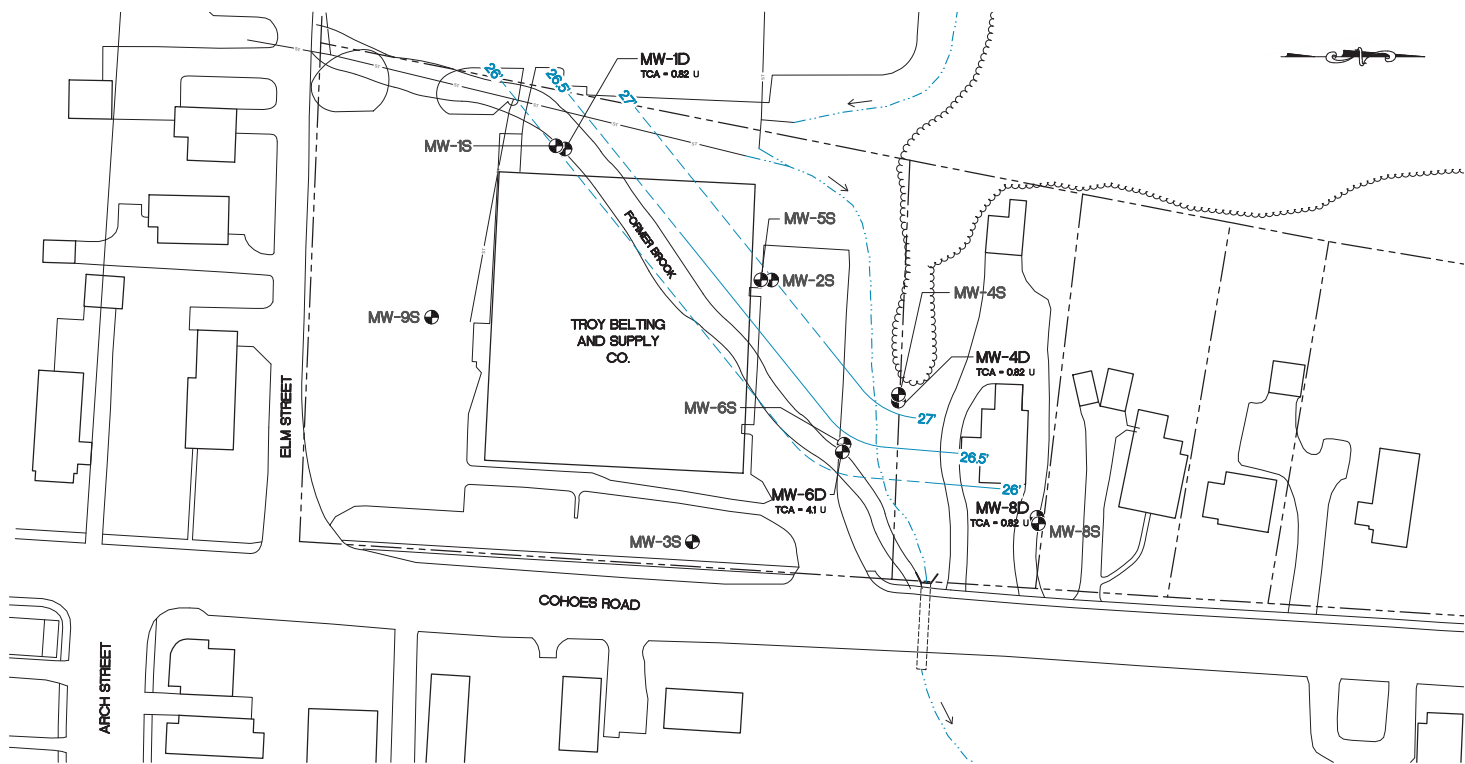 26'
26.5'
27'
MW-1D
TCA = 0.82 U
MW-1S
MW-5S
FORMER BROOK
MW-2S
MW-4S
MW-9S
TROY BELTING
AND SUPPLY
CO.
MW-4D
TCA = 0.82 U
ELM STREET
MW-6S
27'
26.5'
26'
MW-6D
TCA = 4.1 U
MW-8D
TCA = 0.82 U
MW-8S
MW-3S
COHOES ROAD
ARCH STREET